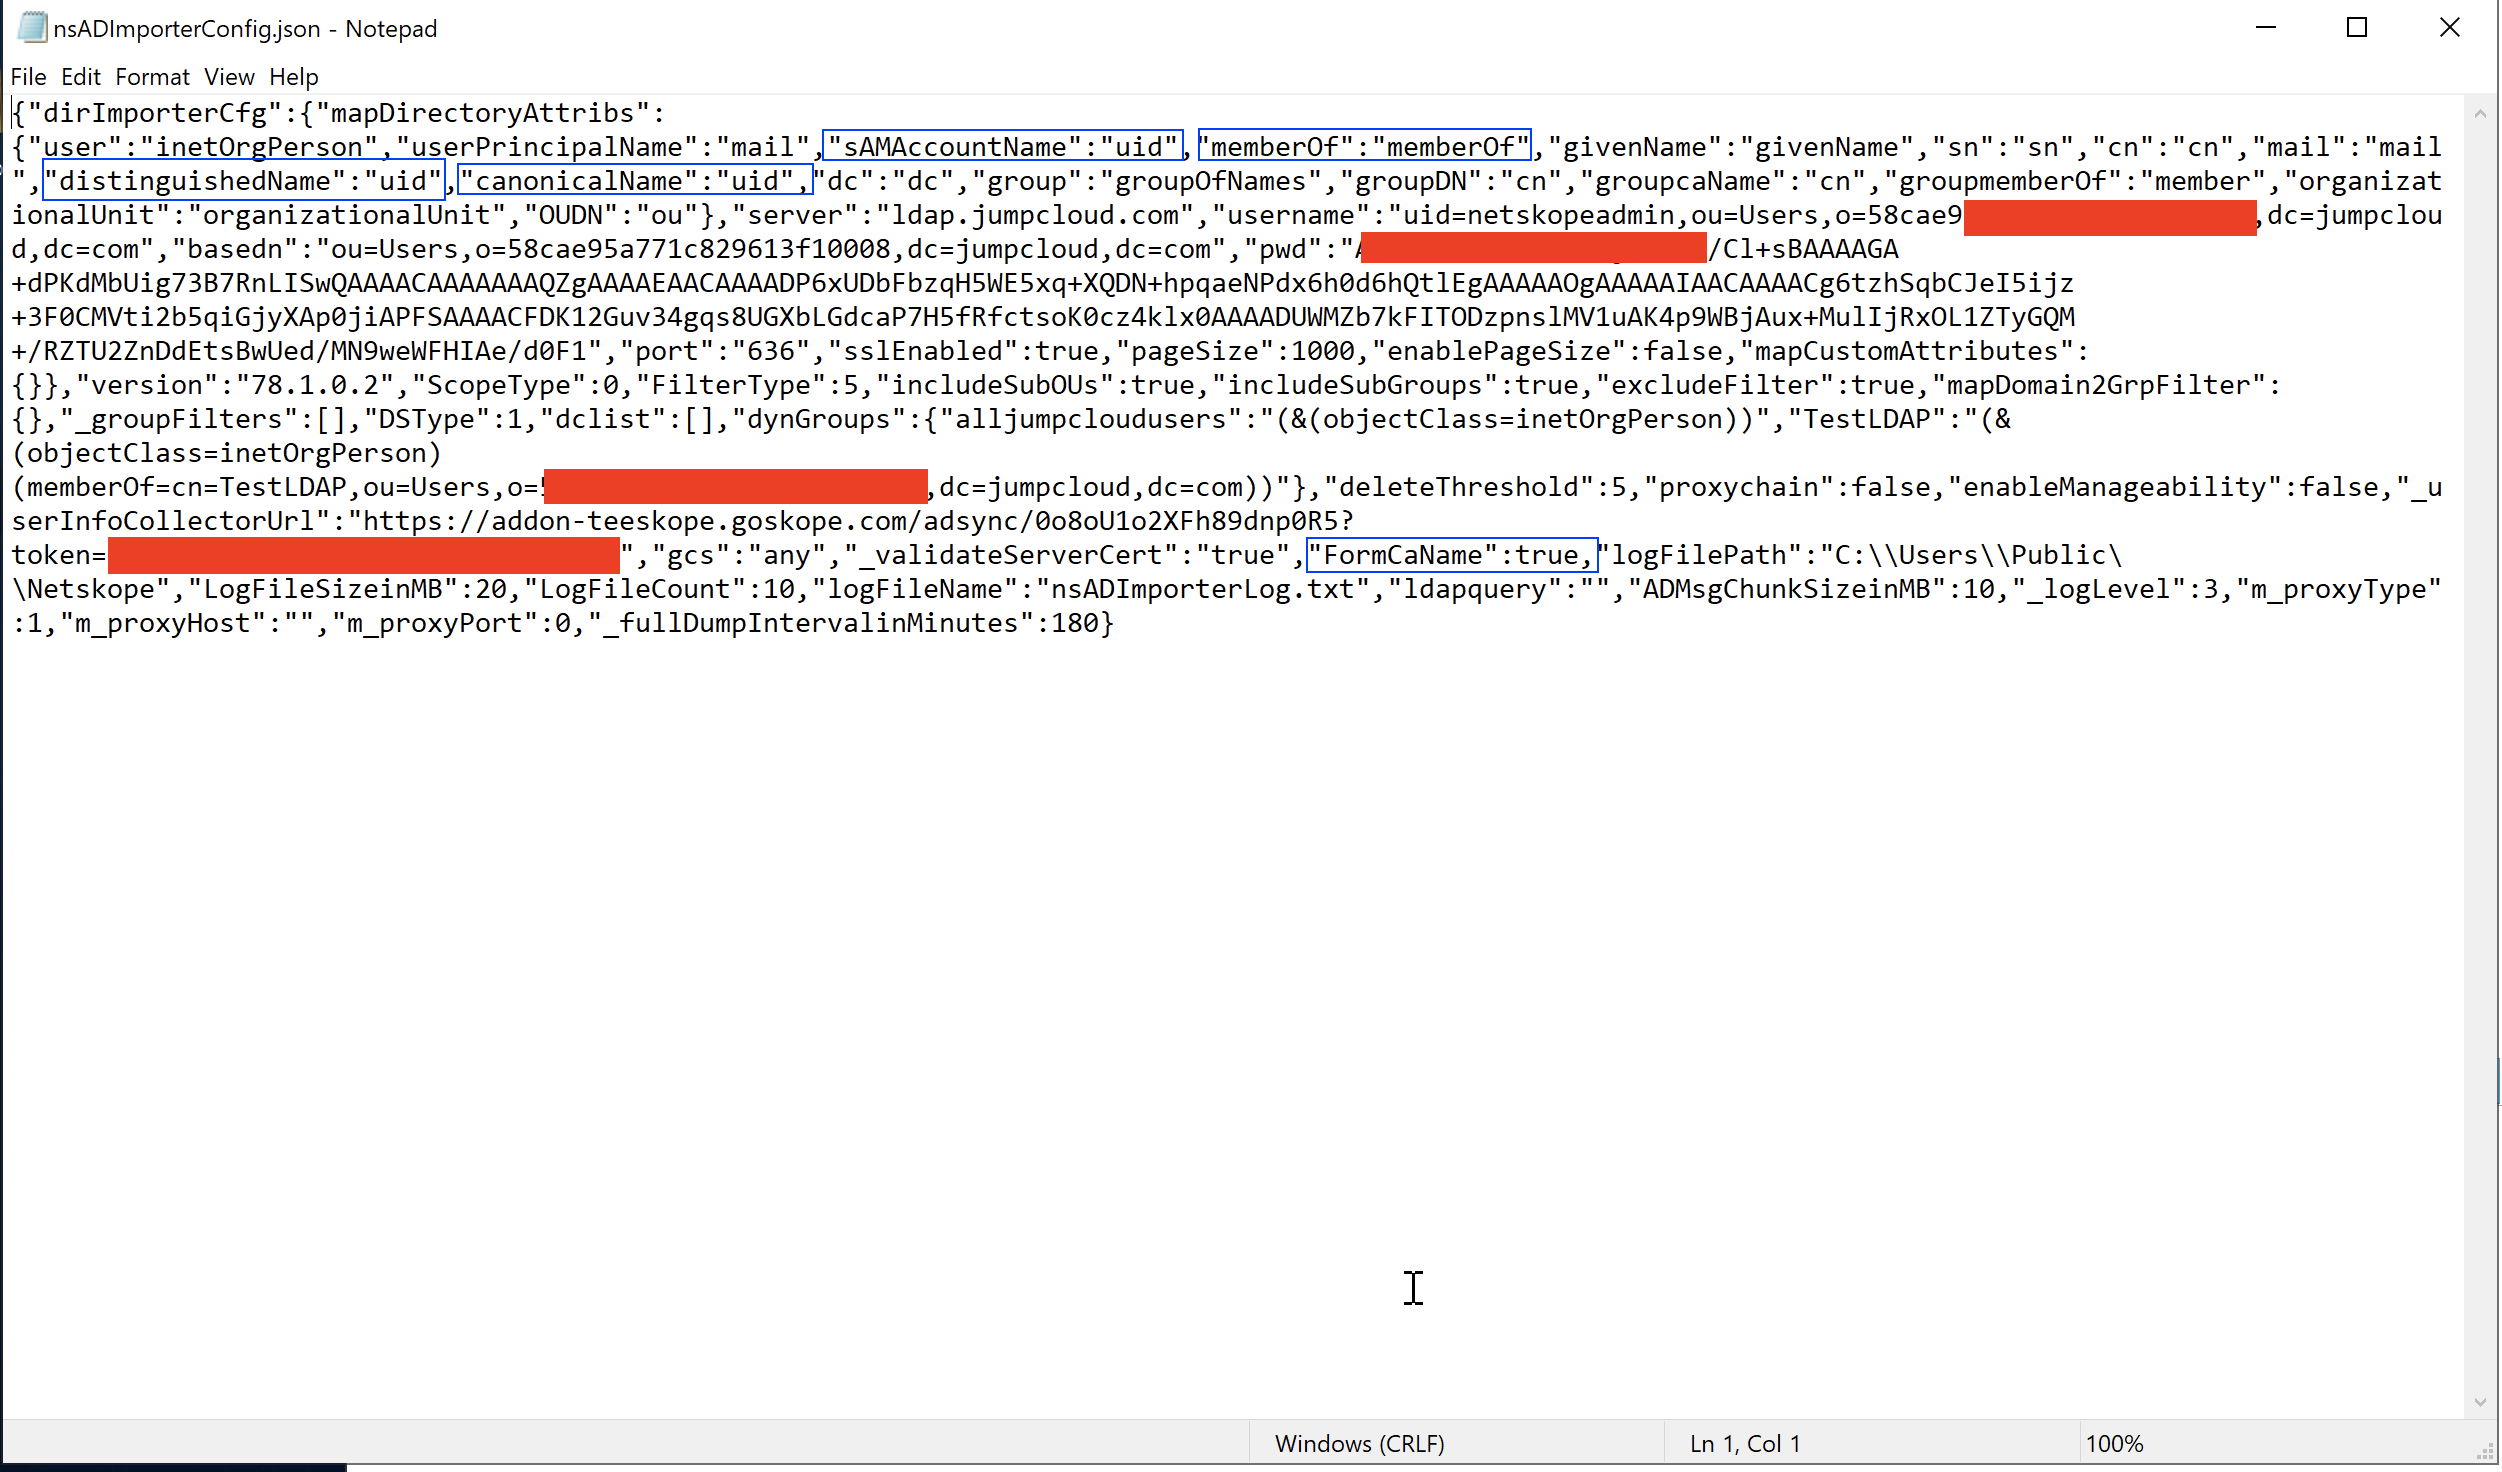 nsADImporterConfig.json - Notepad
File Edit Format View Help
{"dirImporterCfg":{"mapDirectoryAttribs":
{"user":"inetOrgPerson","userPrincipalName":"mail","sAMAccountName":"uid","memberOf":"memberOf","givenName":"givenName","sn":"sn","cn":"cn","mail":"mail
","distinguishedName":"uid","canonicalName":"uid","dc":"dc","group":"groupOfNames","groupDN":"cn","groupcaName":"cn","groupmemberOf":"member","organizat
ionalUnit":"organizationalUnit","OUDN":"ou"},"server":"ldap.jumpcloud.com","username":"uid=netskopeadmin,ou=Users,o=58cae9 ,dc=jumpclou
d,dc=com","basedn":"ou=Users,o=58cae95a771c829613f10008,dc=jumpcloud,dc=com","pwd":"A /Cl+sBAAAAGA
+dPKdMbUig73B7RnLISwQAAAACAAAAAAAQZgAAAAEAACAAAADP6xUDbFbzqH5WE5xq+XQDN+hpqaeNPdx6h0d6hQtlEgAAAAAOgAAAAAIAACAAAACg6tzhSqbCJeI5ijz
+3F0CMVti2b5qiGjyXAp0jiAPFSAAAACFDK12Guv34gqs8UGXbLGdcaP7H5fRfctsoK0cz4klx0AAAADUWMZb7kFITODzpnslMV1uAK4p9WBjAux+MulIjRxOL1ZTyGQM
+/RZTU2ZnDdEtsBwUed/MN9weWFHIAe/d0F1","port":"636","sslEnabled":true,"pageSize":1000,"enablePageSize":false,"mapCustomAttributes":
{}},"version":"78.1.0.2","ScopeType":0,"FilterType":5,"includeSubOUs":true,"includeSubGroups":true,"excludeFilter":true,"mapDomain2GrpFilter":
{},"_groupFilters":[],"DSType":1,"dclist":[],"dynGroups":{"alljumpcloudusers":"(&(objectClass=inetOrgPerson))","TestLDAP":"(&
(objectClass=inetOrgPerson)
(memberOf=cn=TestLDAP,ou=Users,o= ,dc=jumpcloud,dc=com))"},"deleteThreshold":5,"proxychain":false,"enableManageability":false,"_u
serInfoCollectorUrl":"https://addon-teeskope.goskope.com/adsync/0o8oU1o2XFh89dnp0R5?
token= ","gcs":"any","_validateServerCert":"true","FormCaName":true,"logFilePath":"C:\\Users\\Public\
\Netskope","LogFileSizeinMB":20,"LogFileCount":10,"logFileName":"nsADImporterLog.txt","ldapquery":"","ADMsgChunkSizeinMB":10,"_logLevel":3,"m_proxyType"
:1,"m_proxyHost":"","m_proxyPort":0,"_fullDumpIntervalinMinutes":180}
Windows (CRLF) Ln 1, Col 1 100%